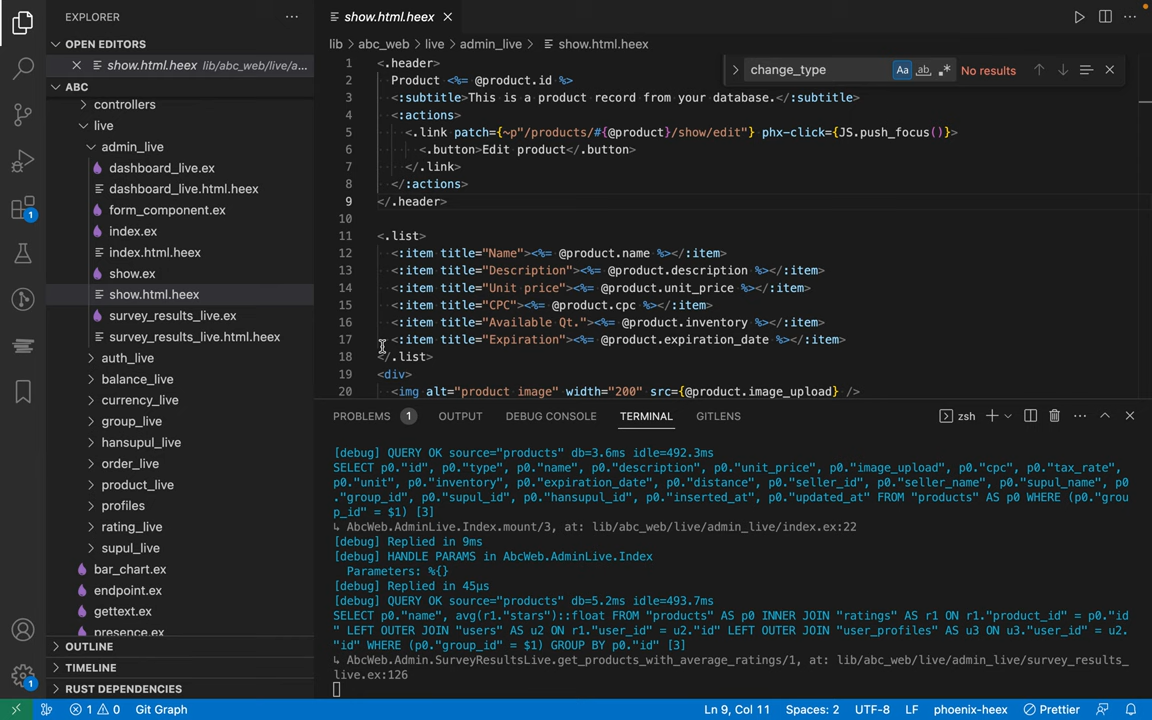 EXPLORER
···
show.html.heex
OPEN EDITORS
show.html.heex lib/abc_web/live/a...
ABC
controllers
live
admin_live
dashboard_live.ex
dashboard_live.html.heex
form_component.ex
index.ex
index.html.heex
show.ex
show.html.heex
survey_results_live.ex
survey_results_live.html.heex
auth_live
balance_live
currency_live
group_live
hansupul_live
order_live
product_live
profiles
rating_live
supul_live
bar_chart.ex
endpoint.ex
gettext.ex
presence.ex
OUTLINE
TIMELINE
RUST DEPENDENCIES
1
1
lib > abc_web > live > admin_live > show.html.heex
change_type
Aa
ab
No results
1 <.header>
2 Product <%= @product.id %>
3 <:subtitle>This is a product record from your database.</:subtitle>
4 <:actions>
5 <.link patch={~p"/products/#{@product}/show/edit"} phx-click={JS.push_focus()}>
6 <.button>Edit product</.button>
7 </.link>
8 </:actions>
9 </.header>
10
11 <.list>
12 <:item title="Name"><%= @product.name %></:item>
13 <:item title="Description"><%= @product.description %></:item>
14 <:item title="Unit price"><%= @product.unit_price %></:item>
15 <:item title="CPC"><%= @product.cpc %></:item>
16 <:item title="Available Qt."><%= @product.inventory %></:item>
17 <:item title="Expiration"><%= @product.expiration_date %></:item>
18 </.list>
19 <div>
20 <img alt="product image" width="200" src={@product.image_upload} />
PROBLEMS 1 OUTPUT DEBUG CONSOLE TERMINAL GITLENS zsh
[debug] QUERY OK source="products" db=3.6ms idle=492.3ms
SELECT p0."id", p0."type", p0."name", p0."description", p0."unit_price", p0."image_upload", p0."cpc", p0."tax_rate",
p0."unit", p0."inventory", p0."expiration_date", p0."distance", p0."seller_id", p0."seller_name", p0."supul_name", p0
."group_id", p0."supul_id", p0."hansupul_id", p0."inserted_at", p0."updated_at" FROM "products" AS p0 WHERE (p0."grou
p_id" = $1) [3]
↳ AbcWeb.AdminLive.Index.mount/3, at: lib/abc_web/live/admin_live/index.ex:22
[debug] Replied in 9ms
[debug] HANDLE PARAMS in AbcWeb.AdminLive.Index
Parameters: %{}
[debug] Replied in 45µs
[debug] QUERY OK source="products" db=5.2ms idle=493.7ms
SELECT p0."name", avg(r1."stars")::float FROM "products" AS p0 INNER JOIN "ratings" AS r1 ON r1."product_id" = p0."id
" LEFT OUTER JOIN "users" AS u2 ON r1."user_id" = u2."id" LEFT OUTER JOIN "user_profiles" AS u3 ON u3."user_id" = u2.
"id" WHERE (p0."group_id" = $1) GROUP BY p0."id" [3]
↳ AbcWeb.Admin.SurveyResultsLive.get_products_with_average_ratings/1, at: lib/abc_web/live/admin_live/survey_results_
live.ex:126
1 0 Git Graph Ln 9, Col 11 Spaces: 2 UTF-8 LF phoenix-heex Prettier